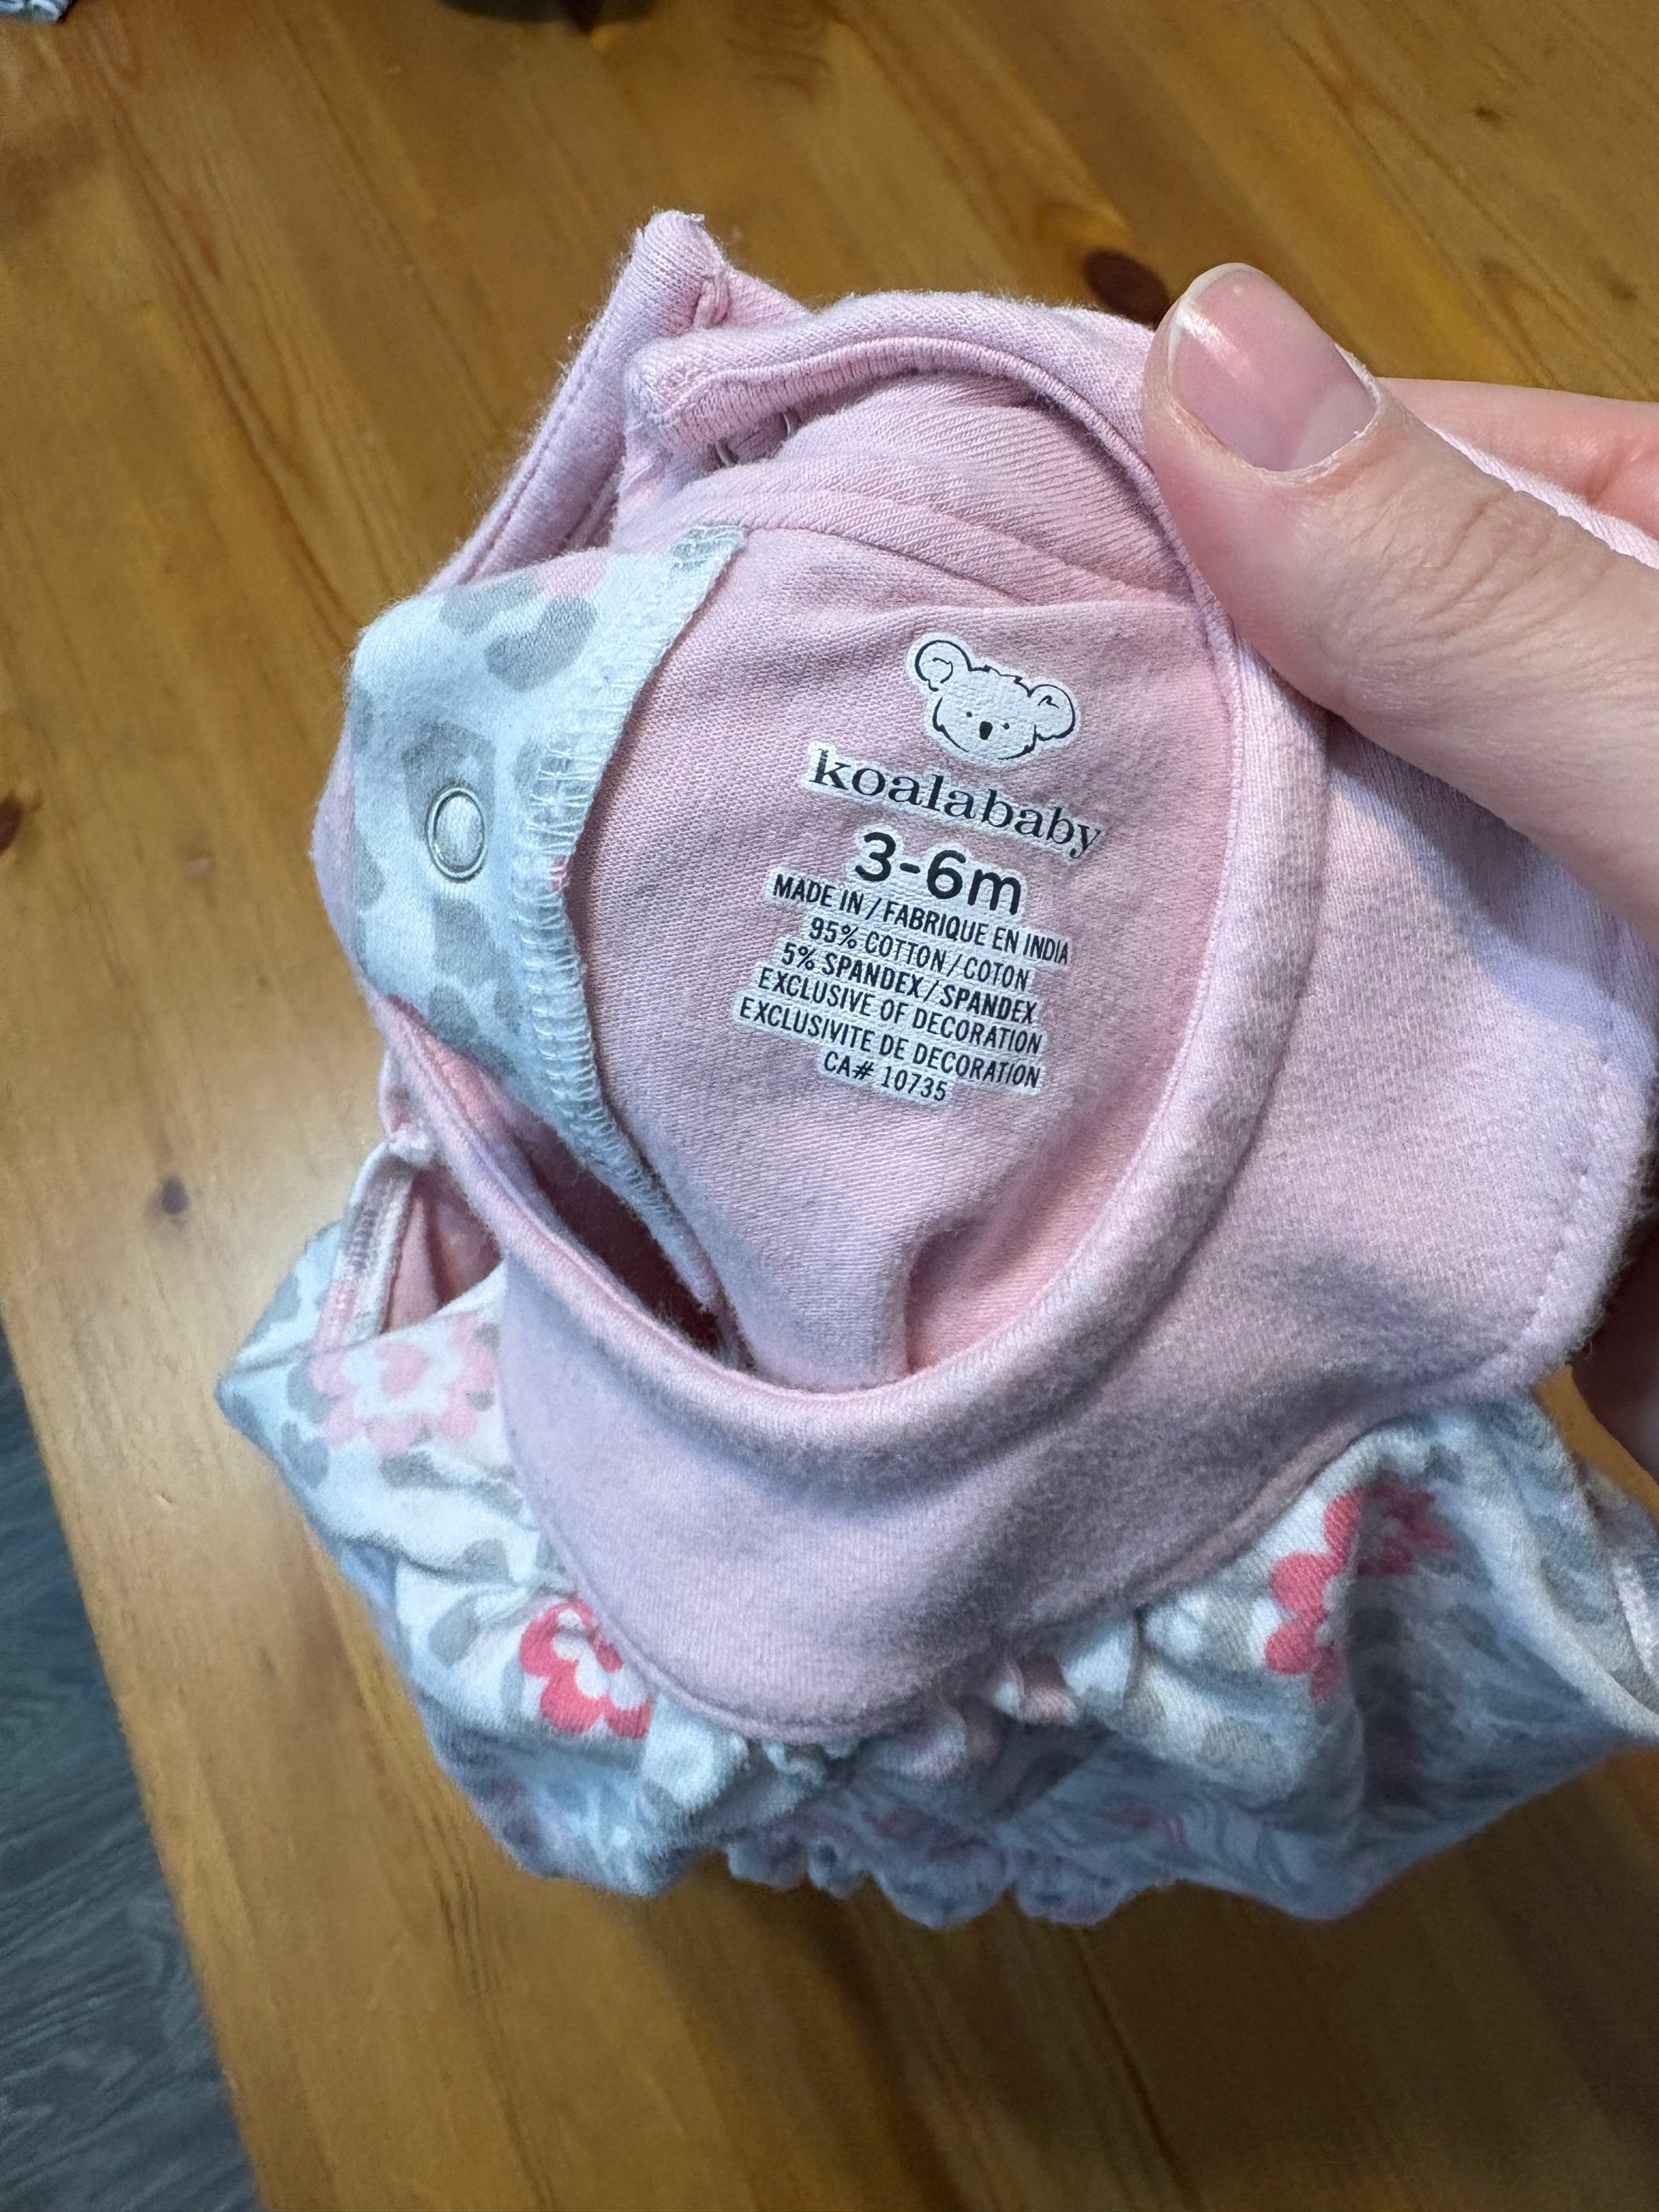 koalababy
3-6m
MADE IN / FABRIQUE EN INDIA
95% COTTON / COTON
5% SPANDEX / SPANDEX
EXCLUSIVE OF DECORATION
EXCLUSIVITE DE DECORATION
CA# 10735